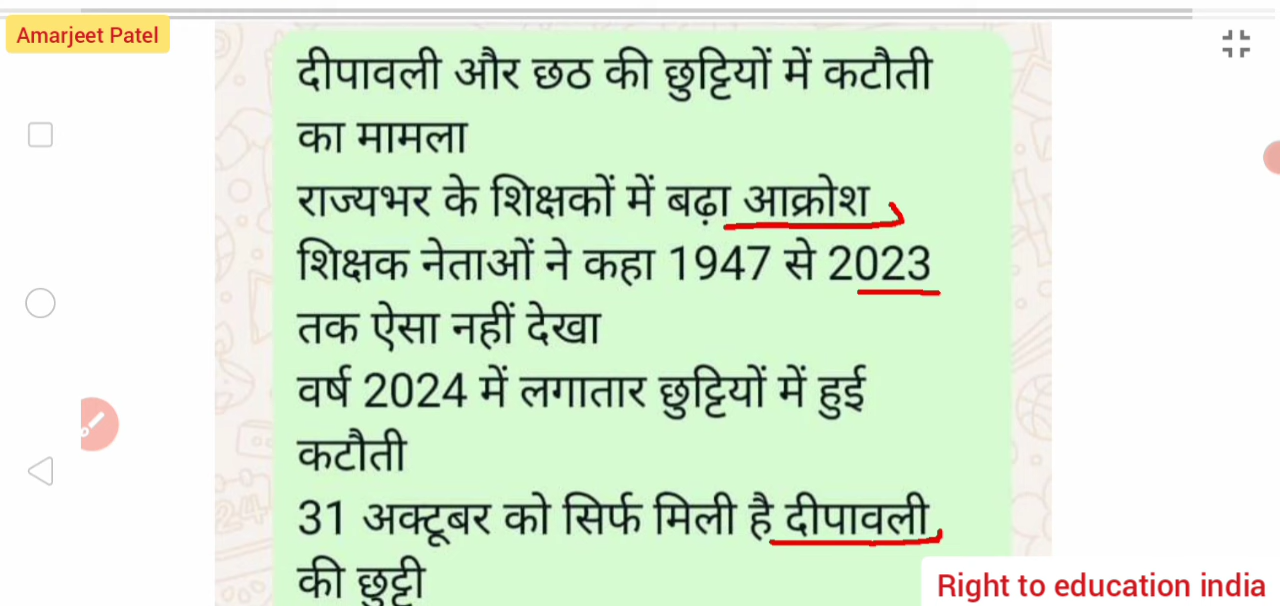 Amarjeet Patel
दीपावली और छठ की छुट्टियों में कटौती
का मामला
राज्यभर के शिक्षकों में बढ़ा आक्रोश
शिक्षक नेताओं ने कहा 1947 से 2023
तक ऐसा नहीं देखा
वर्ष 2024 में लगातार छुट्टियों में हुई
कटौती
31 अक्टूबर को सिर्फ मिली है दीपावली
की छुट्टी
Right to education india